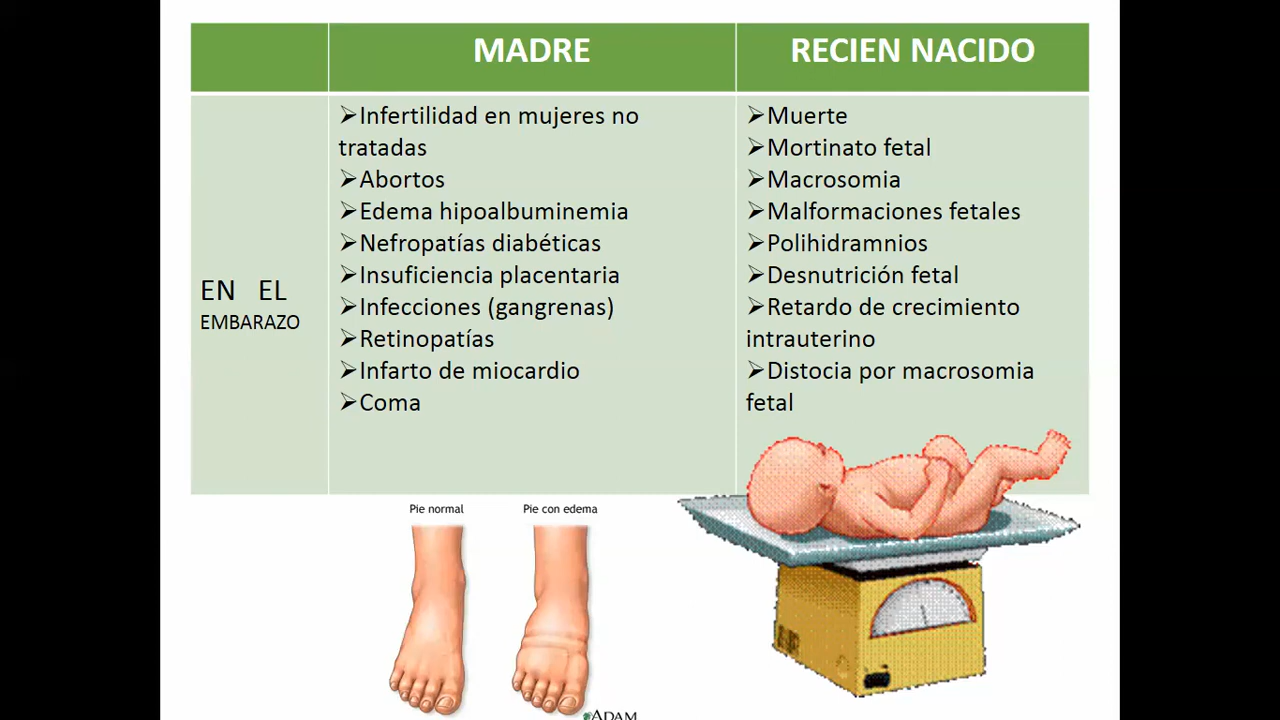 MADRE
RECIEN NACIDO
EN EL
EMBARAZO
➢Infertilidad en mujeres no
tratadas
➢Abortos
➢Edema hipoalbuminemia
➢Nefropatías diabéticas
➢Insuficiencia placentaria
➢Infecciones (gangrenas)
➢Retinopatías
➢Infarto de miocardio
➢Coma
➢Muerte
➢Mortinato fetal
➢Macrosomia
➢Malformaciones fetales
➢Polihidramnios
➢Desnutrición fetal
➢Retardo de crecimiento
intrauterino
➢Distocia por macrosomia
fetal
Pie normal
Pie con edema
ADAM